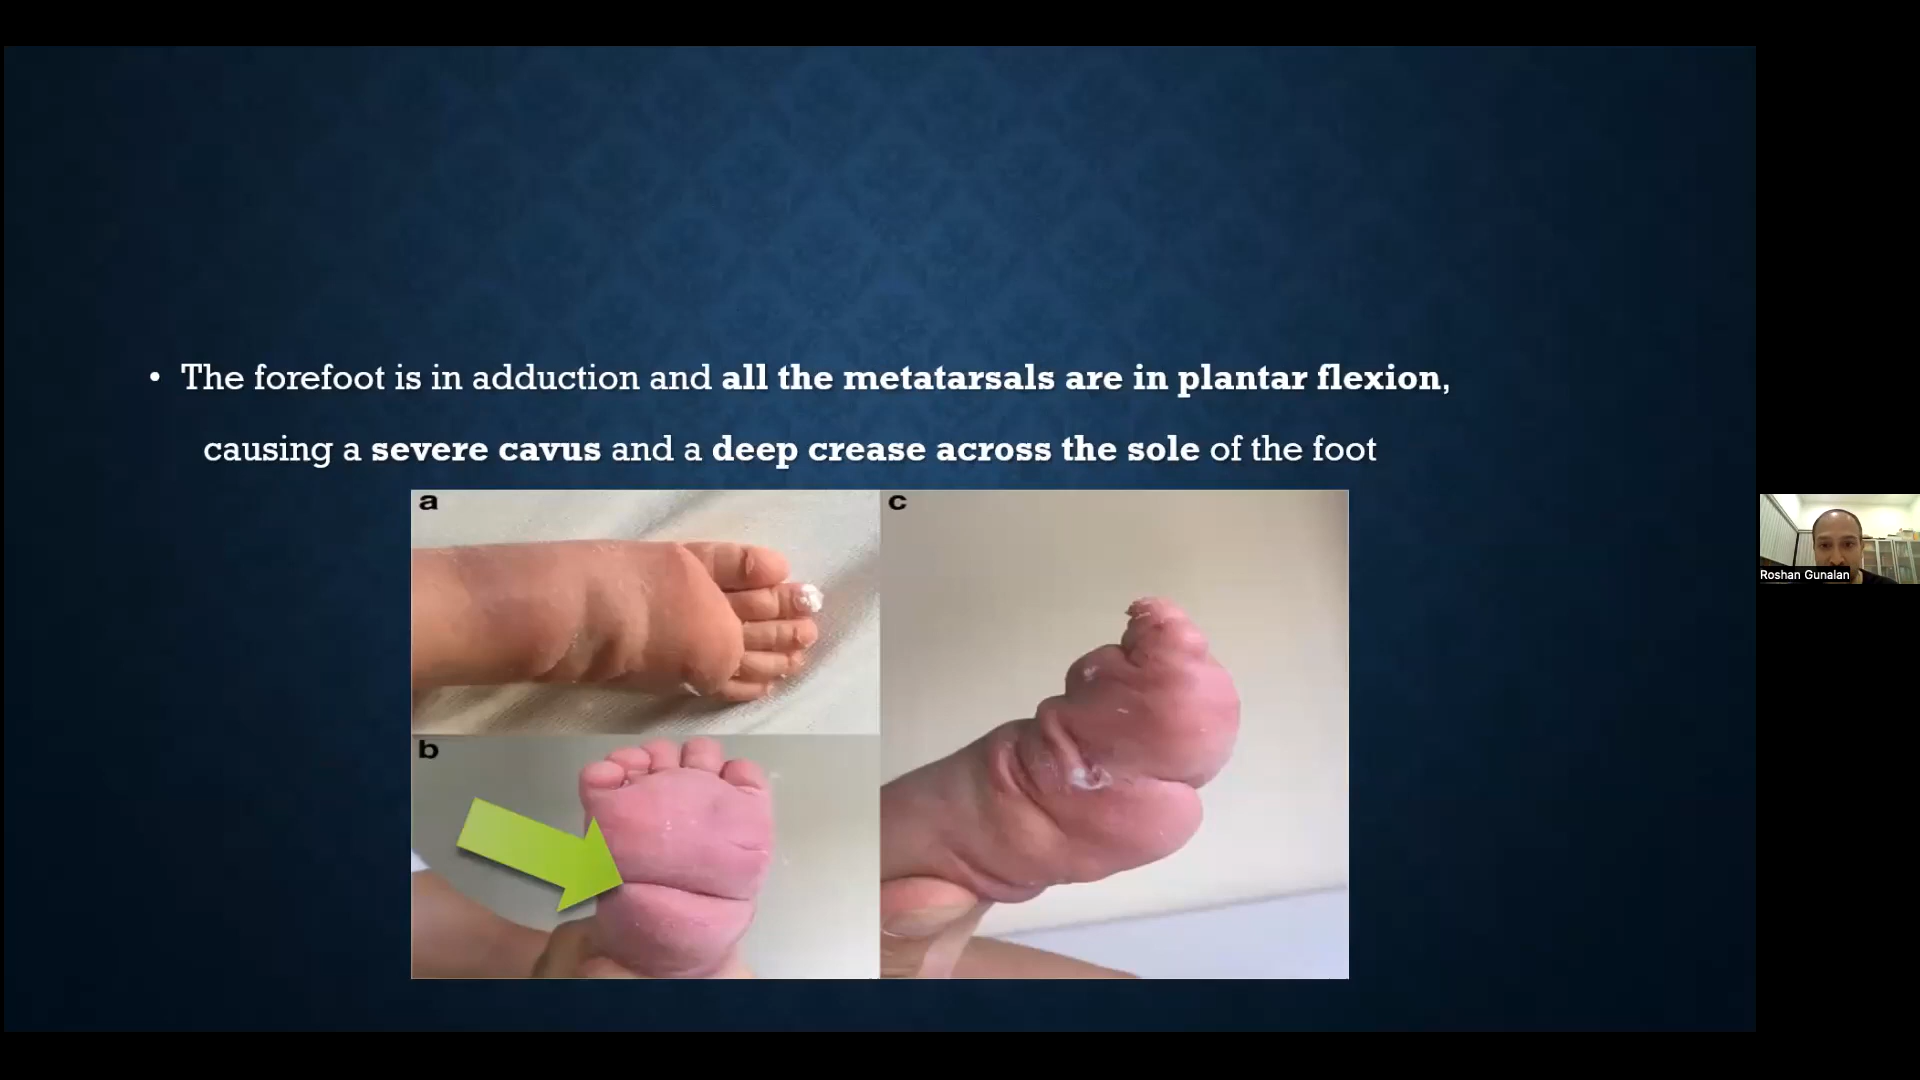 • The forefoot is in adduction and all the metatarsals are in plantar flexion,
causing a severe cavus and a deep crease across the sole of the foot
a
c
b
Roshan Gunalan